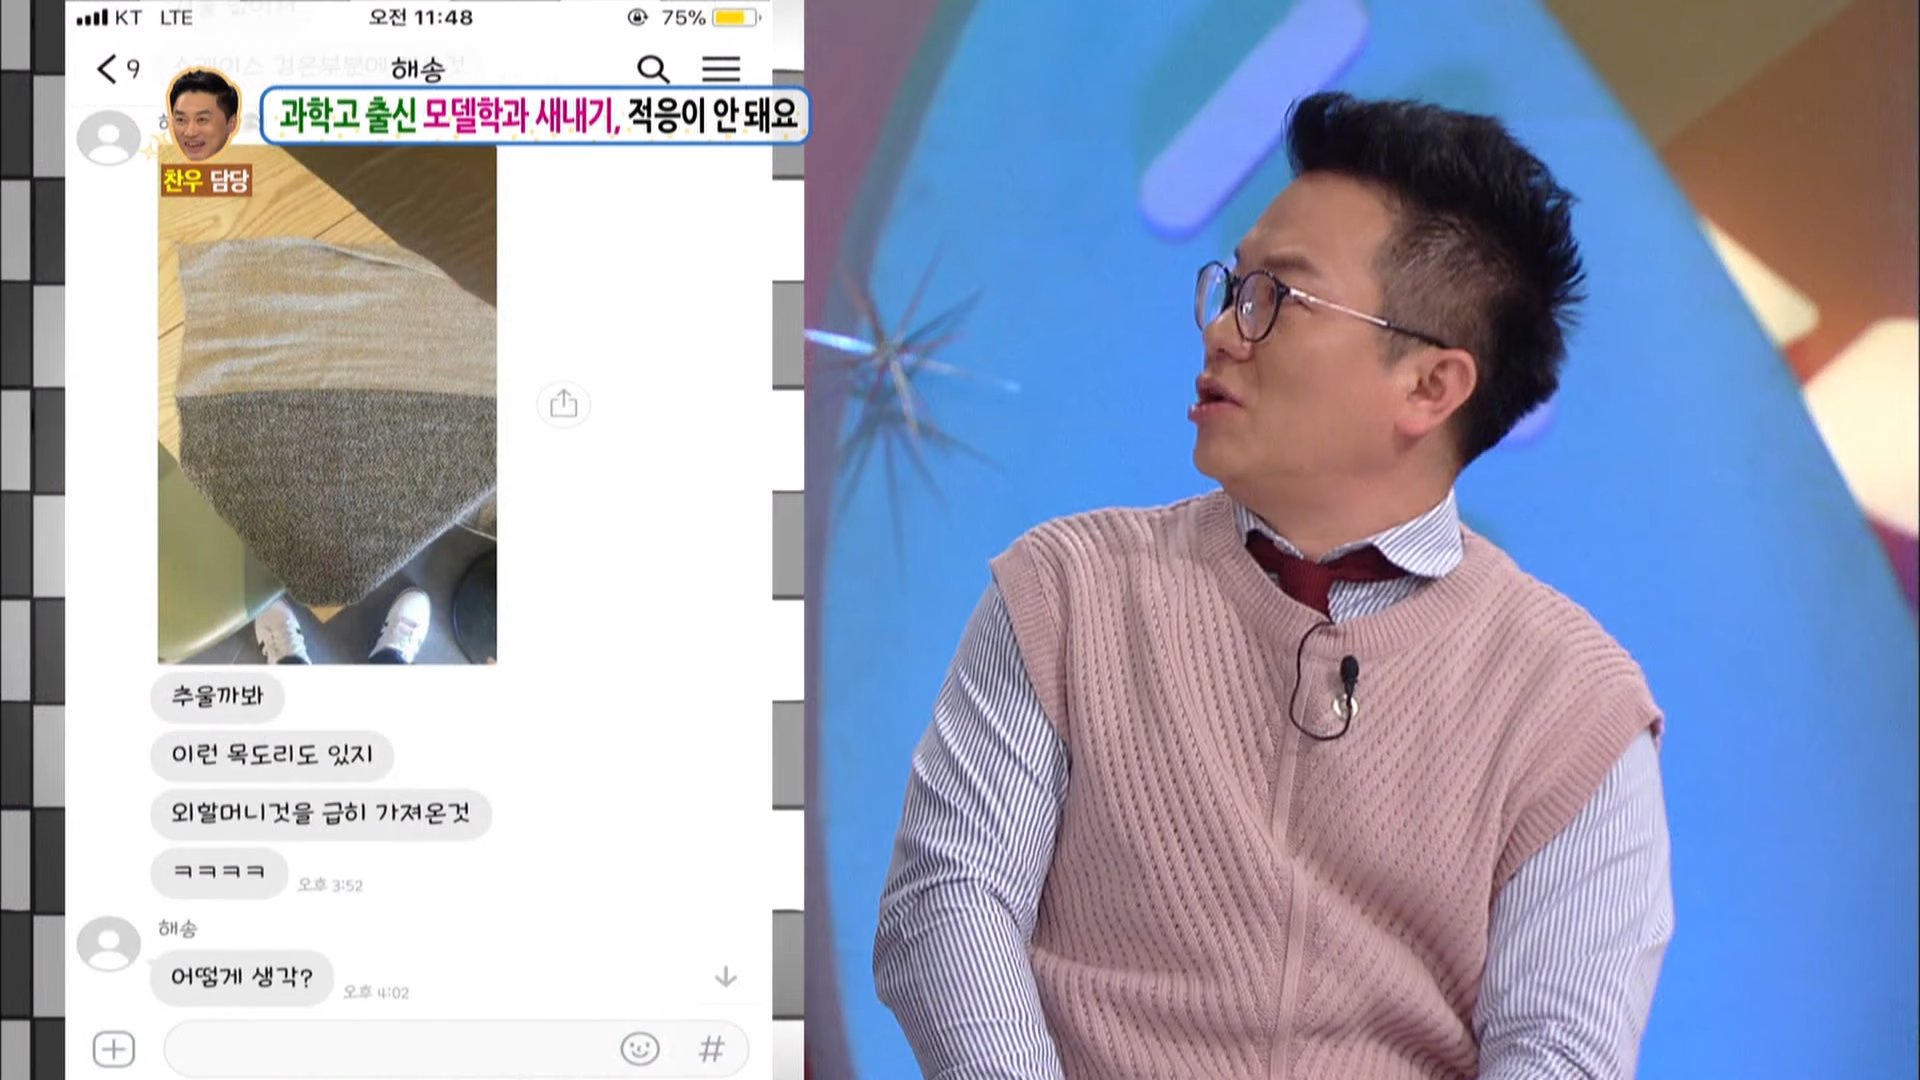 KT LTE 오전 11:48 75%
9 해송
과학고 출신 모델학과 새내기, 적응이 안 돼요
찬우 담당
추울까봐
이런 목도리도 있지
외할머니것을 급히 가져온것
ㅋㅋㅋㅋ 오후 3:52
해송
어떻게 생각? 오후 4:02
#